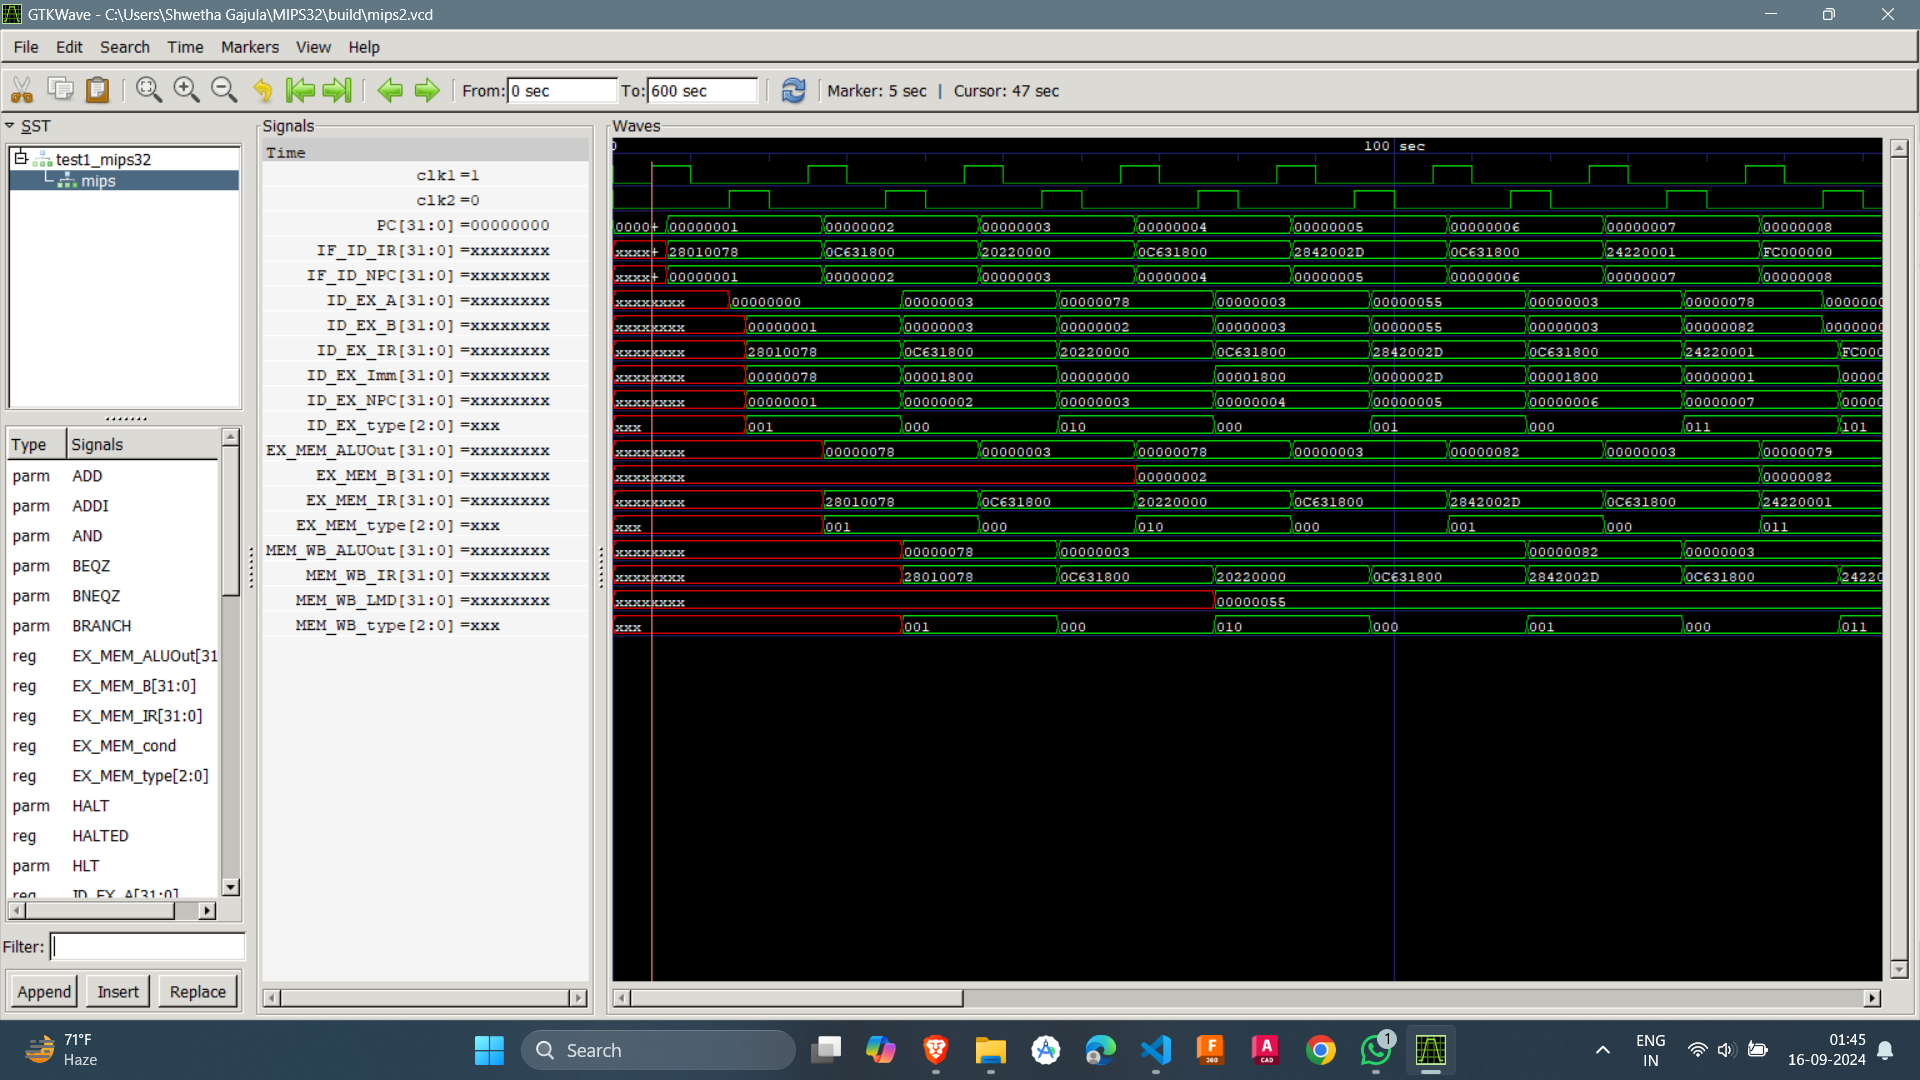 GTKWave - C:\Users\Shwetha Gajula\MIPS32\build\mips2.vcd
File Edit Search Time Markers View Help
From: 0 sec To: 600 sec Marker: 5 sec | Cursor: 47 sec
SST
test1_mips32
mips
Type Signals
parm ADD
parm ADDI
parm AND
parm BEQZ
parm BNEQZ
parm BRANCH
reg EX_MEM_ALUOut[31
reg EX_MEM_B[31:0]
reg EX_MEM_IR[31:0]
reg EX_MEM_cond
reg EX_MEM_type[2:0]
parm HALT
reg HALTED
parm HLT
reg ID_EX_A[31:0]
Filter:
Append Insert Replace
Signals
Time
clk1 =1
clk2 =0
PC[31:0] =00000000
IF_ID_IR[31:0] =xxxxxxxx
IF_ID_NPC[31:0] =xxxxxxxx
ID_EX_A[31:0] =xxxxxxxx
ID_EX_B[31:0] =xxxxxxxx
ID_EX_IR[31:0] =xxxxxxxx
ID_EX_Imm[31:0] =xxxxxxxx
ID_EX_NPC[31:0] =xxxxxxxx
ID_EX_type[2:0] =xxx
EX_MEM_ALUOut[31:0] =xxxxxxxx
EX_MEM_B[31:0] =xxxxxxxx
EX_MEM_IR[31:0] =xxxxxxxx
EX_MEM_type[2:0] =xxx
MEM_WB_ALUOut[31:0] =xxxxxxxx
MEM_WB_IR[31:0] =xxxxxxxx
MEM_WB_LMD[31:0] =xxxxxxxx
MEM_WB_type[2:0] =xxx
Waves
0 100 sec
0000+ 00000001 00000002 00000003 00000004 00000005 00000006 00000007 00000008
xxxx+ 28010078 0C631800 20220000 0C631800 2842002D 0C631800 24220001 FC000000
xxxx+ 00000001 00000002 00000003 00000004 00000005 00000006 00000007 00000008
xxxxxxxx 00000000 00000003 00000078 00000003 00000055 00000003 00000078 0000000
xxxxxxxx 00000001 00000003 00000002 00000003 00000055 00000003 00000082 0000000
xxxxxxxx 28010078 0C631800 20220000 0C631800 2842002D 0C631800 24220001 FC00
xxxxxxxx 00000078 00001800 00000000 00001800 0000002D 00001800 00000001 0000
xxxxxxxx 00000001 00000002 00000003 00000004 00000005 00000006 00000007 0000
xxx 001 000 010 000 001 000 011 101
xxxxxxxx 00000078 00000003 00000078 00000003 00000082 00000003 00000079
xxxxxxxx 00000002 00000082
xxxxxxxx 28010078 0C631800 20220000 0C631800 2842002D 0C631800 24220001
xxx 001 000 010 000 001 000 011
xxxxxxxx 00000078 00000003 00000082 00000003
xxxxxxxx 28010078 0C631800 20220000 0C631800 2842002D 0C631800 2422
xxxxxxxx 00000055
xxx 001 000 010 000 001 000 011
71°F
Haze
Search
F
360
A
CAD
1
ENG
IN
01:45
16-09-2024